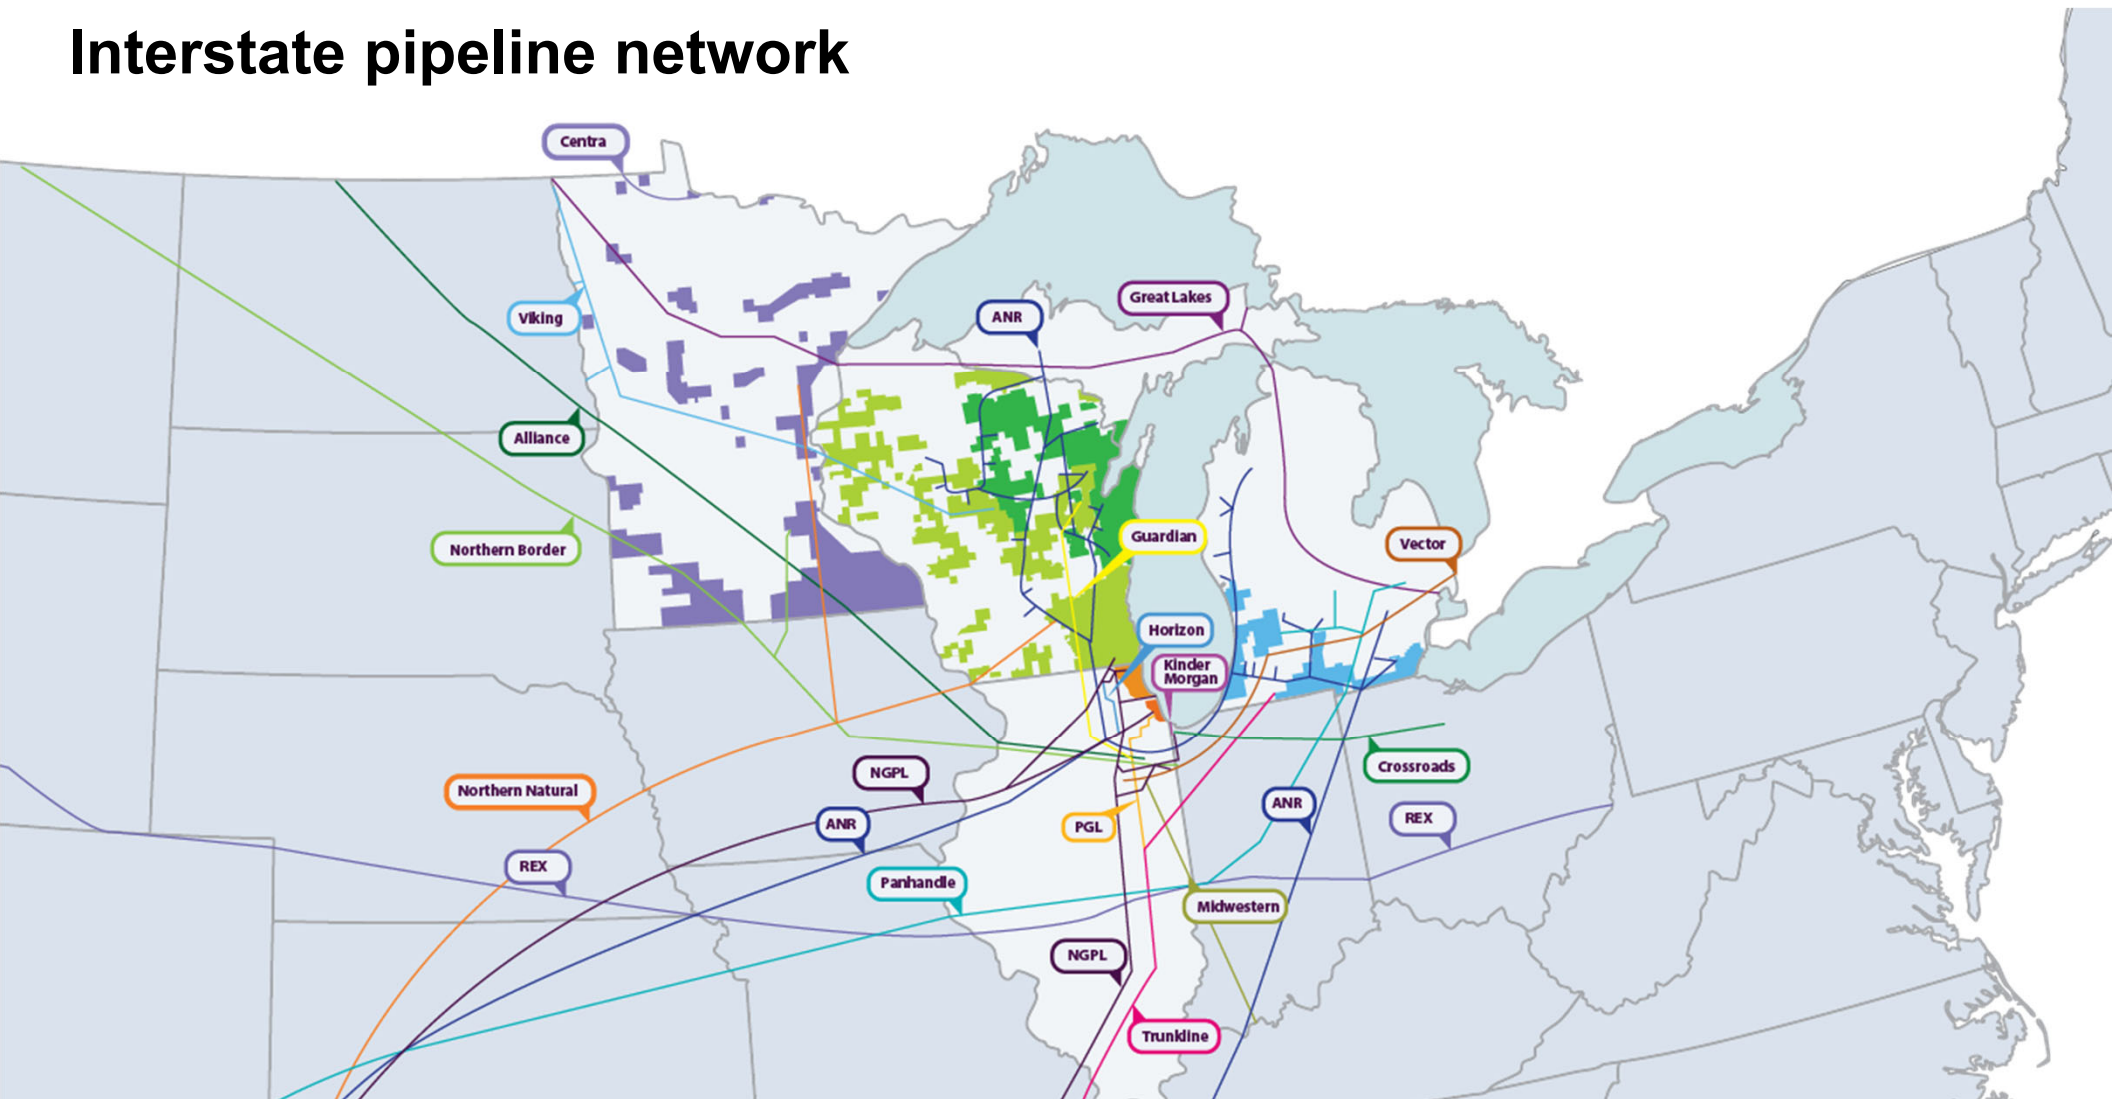 Interstate pipeline network
Centra
Great Lakes
ANR
Viking
Alliance
Northern Border
Guardian
Vector
Horizon
Kinder
Morgan
Crossroads
NGPL
Northern Natural
ANR
PGL
ANR
REX
REX
Panhandle
Midwestern
NGPL
Trunkline